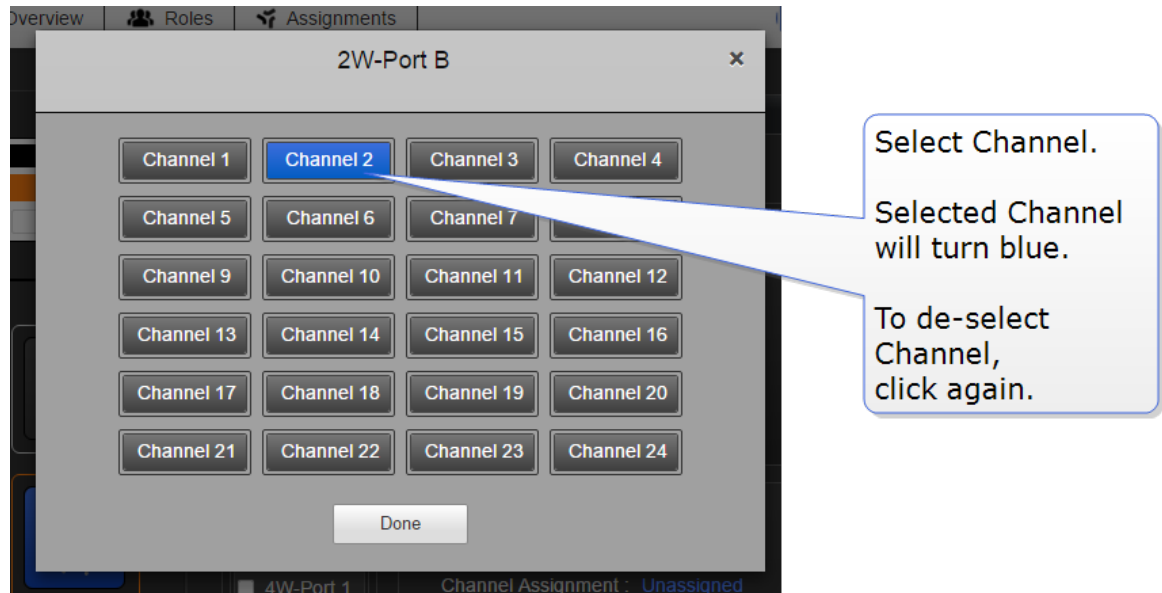 Overview Roles Assignments
2W-Port B
Channel 1 Channel 2 Channel 3 Channel 4
Channel 5 Channel 6 Channel 7
Channel 9 Channel 10 Channel 11 Channel 12
Channel 13 Channel 14 Channel 15 Channel 16
Channel 17 Channel 18 Channel 19 Channel 20
Channel 21 Channel 22 Channel 23 Channel 24
Done
4W-Port 1 Channel Assignment : Unassigned
Select Channel.
Selected Channel
will turn blue.
To de-select
Channel,
click again.